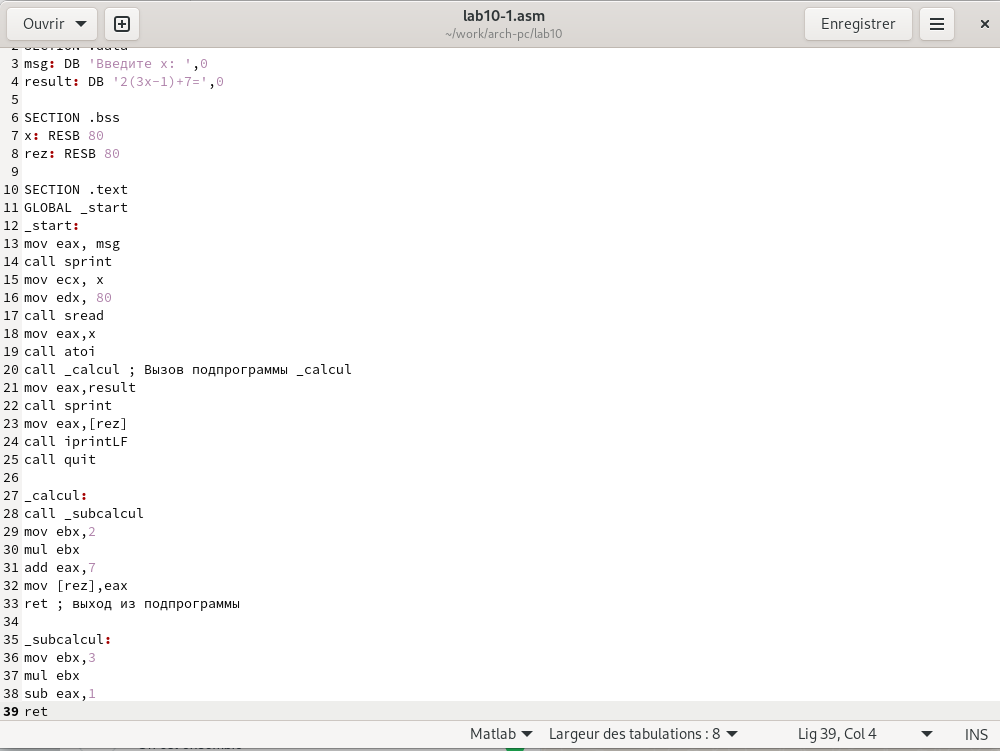 Ouvrir
lab10-1.asm
~/work/arch-pc/lab10
Enregistrer
2 SECTION .data
3 msg: DB 'Введите x: ',0
4 result: DB '2(3x-1)+7=',0
5
6 SECTION .bss
7 x: RESB 80
8 rez: RESB 80
9
10 SECTION .text
11 GLOBAL _start
12 _start:
13 mov eax, msg
14 call sprint
15 mov ecx, x
16 mov edx, 80
17 call sread
18 mov eax,x
19 call atoi
20 call _calcul ; Вызов подпрограммы _calcul
21 mov eax,result
22 call sprint
23 mov eax,[rez]
24 call iprintLF
25 call quit
26
27 _calcul:
28 call _subcalcul
29 mov ebx,2
30 mul ebx
31 add eax,7
32 mov [rez],eax
33 ret ; выход из подпрограммы
34
35 _subcalcul:
36 mov ebx,3
37 mul ebx
38 sub eax,1
39 ret
Matlab Largeur des tabulations : 8 Lig 39, Col 4 INS